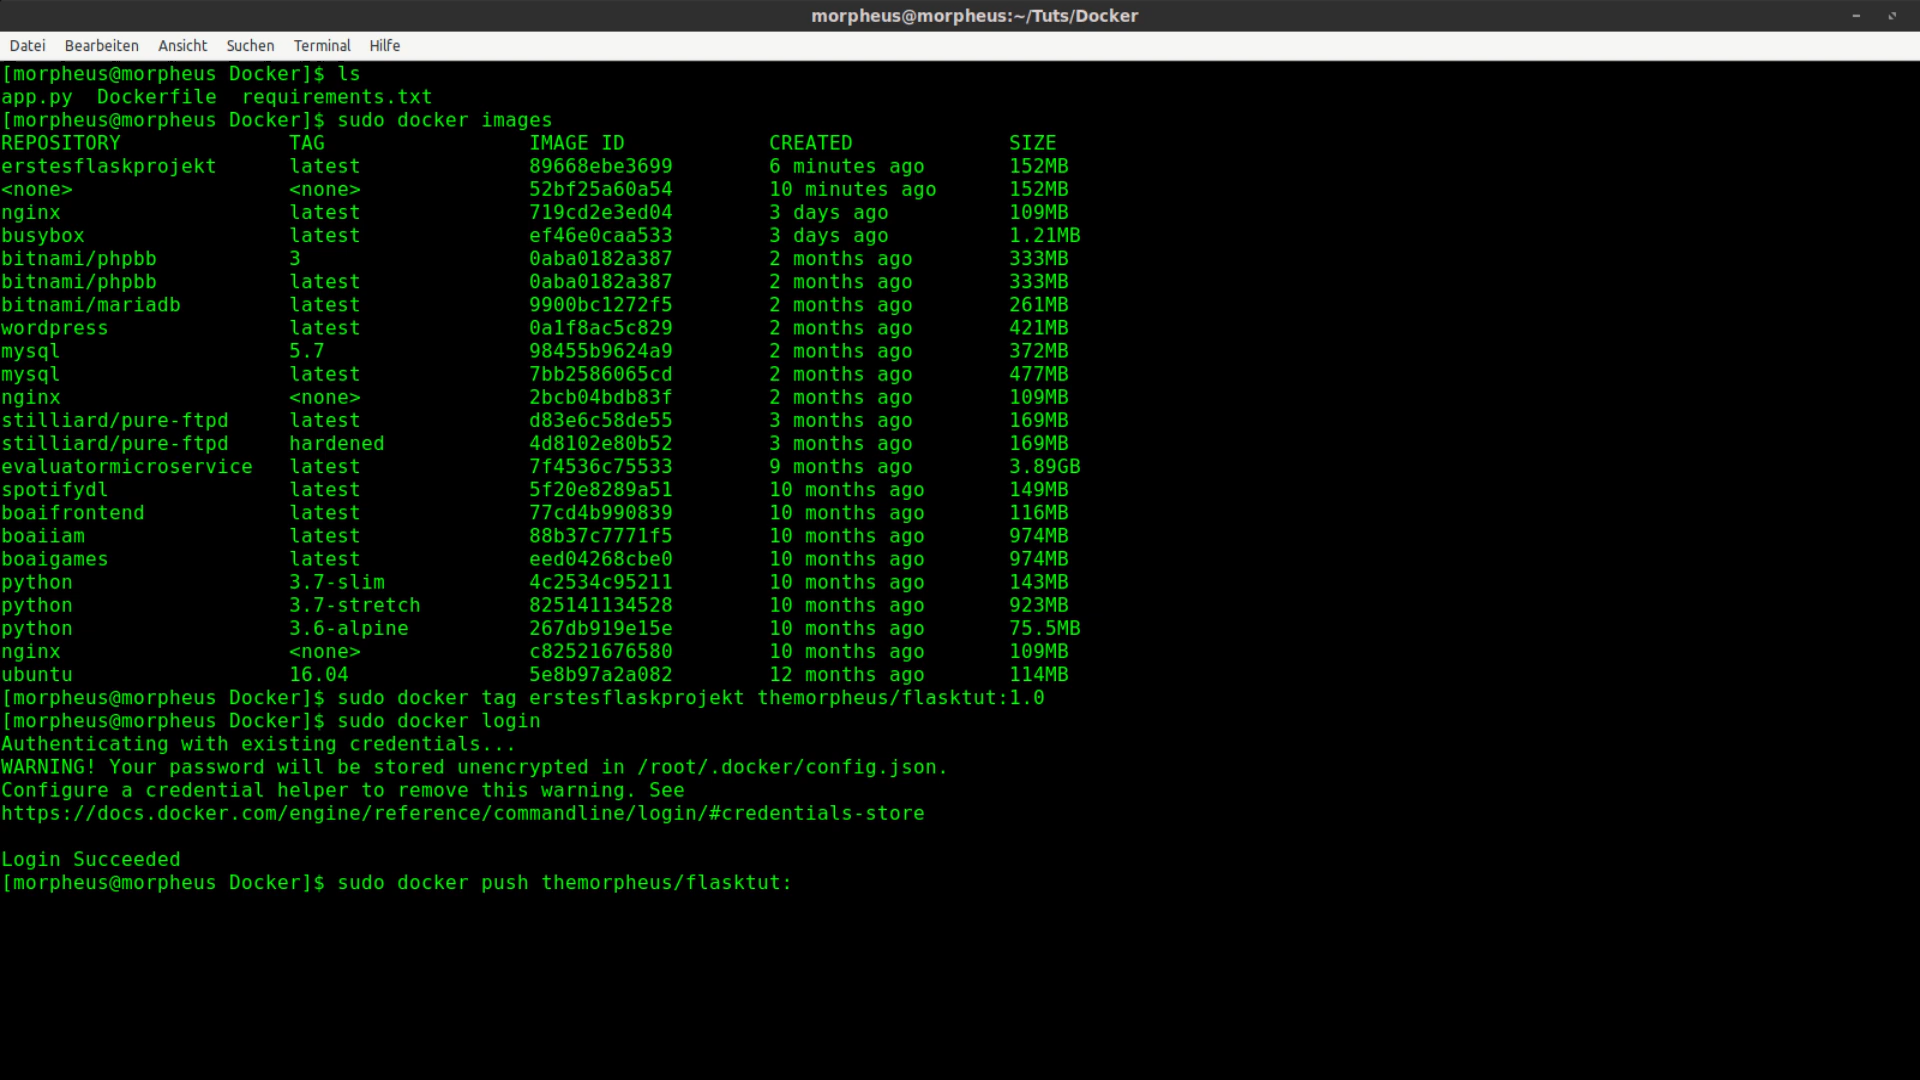 morpheus@morpheus:~/Tuts/Docker
Datei Bearbeiten Ansicht Suchen Terminal Hilfe
[morpheus@morpheus Docker]$ ls
app.py  Dockerfile  requirements.txt
[morpheus@morpheus Docker]$ sudo docker images
REPOSITORY              TAG                 IMAGE ID            CREATED             SIZE
erstesflaskprojekt      latest              89668ebe3699        6 minutes ago       152MB
<none>                  <none>              52bf25a60a54        10 minutes ago      152MB
nginx                   latest              719cd2e3ed04        3 days ago          109MB
busybox                 latest              ef46e0caa533        3 days ago          1.21MB
bitnami/phpbb           3                   0aba0182a387        2 months ago        333MB
bitnami/phpbb           latest              0aba0182a387        2 months ago        333MB
bitnami/mariadb         latest              9900bc1272f5        2 months ago        261MB
wordpress               latest              0a1f8ac5c829        2 months ago        421MB
mysql                   5.7                 98455b9624a9        2 months ago        372MB
mysql                   latest              7bb2586065cd        2 months ago        477MB
nginx                   <none>              2bcb04bdb83f        2 months ago        109MB
stilliard/pure-ftpd     latest              d83e6c58de55        3 months ago        169MB
stilliard/pure-ftpd     hardened            4d8102e80b52        3 months ago        169MB
evaluatormicroservice   latest              7f4536c75533        9 months ago        3.89GB
spotifydl               latest              5f20e8289a51        10 months ago       149MB
boaifrontend            latest              77cd4b990839        10 months ago       116MB
boaiiam                 latest              88b37c7771f5        10 months ago       974MB
boaigames               latest              eed04268cbe0        10 months ago       974MB
python                  3.7-slim            4c2534c95211        10 months ago       143MB
python                  3.7-stretch         825141134528        10 months ago       923MB
python                  3.6-alpine          267db919e15e        10 months ago       75.5MB
nginx                   <none>              c82521676580        10 months ago       109MB
ubuntu                  16.04               5e8b97a2a082        12 months ago       114MB
[morpheus@morpheus Docker]$ sudo docker tag erstesflaskprojekt themorpheus/flasktut:1.0
[morpheus@morpheus Docker]$ sudo docker login
Authenticating with existing credentials...
WARNING! Your password will be stored unencrypted in /root/.docker/config.json.
Configure a credential helper to remove this warning. See
https://docs.docker.com/engine/reference/commandline/login/#credentials-store
Login Succeeded
[morpheus@morpheus Docker]$ sudo docker push themorpheus/flasktut: